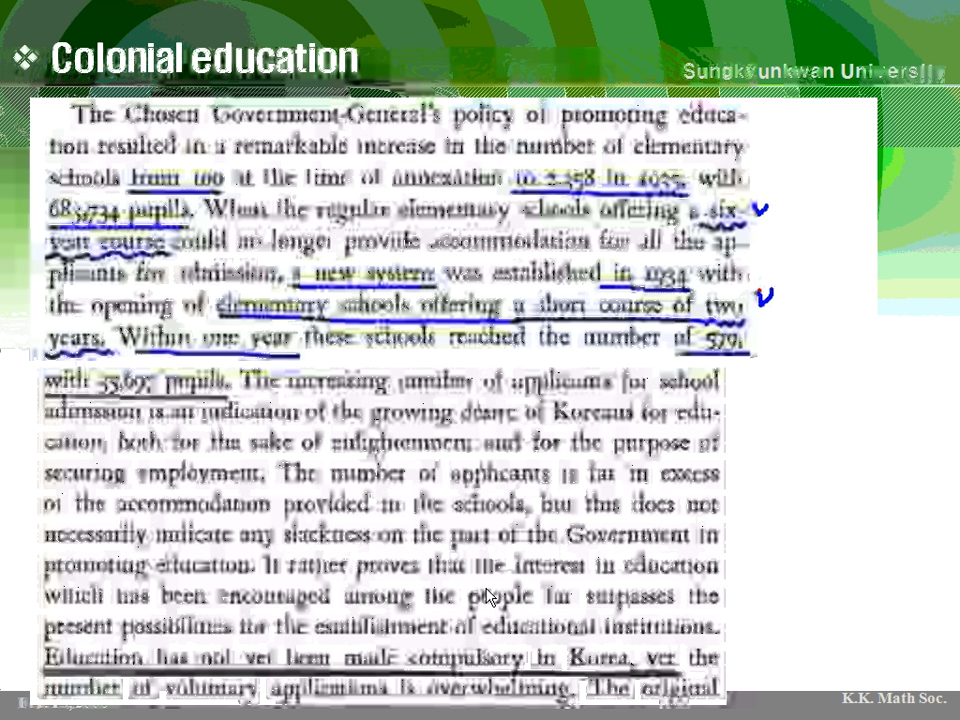 Colonial education
Sungkyunkwan University
The Chosen Government-General's policy of promoting educa-
tion resulted in a remarkable increase in the number of elementary
schools from 100 at the time of annexation to 2,358 in 1935 with
683,734 pupils. When the regular elementary schools offering a six-
year course could no longer provide accommodation for all the ap-
plicants for admission, a new system was established in 1934 with
the opening of elementary schools offering a short course of two
years. Within one year these schools reached the number of 579,
with pupils. The increasing number of applicants for school
admission is an indication of the growing desire of Koreans for edu-
cation, both for the sake of enlightenment and for the purpose of
securing employment. The number of applicants is far in excess
of the accommodation provided in the schools, but this does not
necessarily indicate any slackness on the part of the Government in
promoting education. It rather proves that the interest in education
which has been encouraged among the people far surpasses the
present possibilities for the establishment of educational institutions.
Education has not yet been made compulsory in Korea, yet the
number of voluntary applications is overwhelming. The original
K.K. Math Soc.